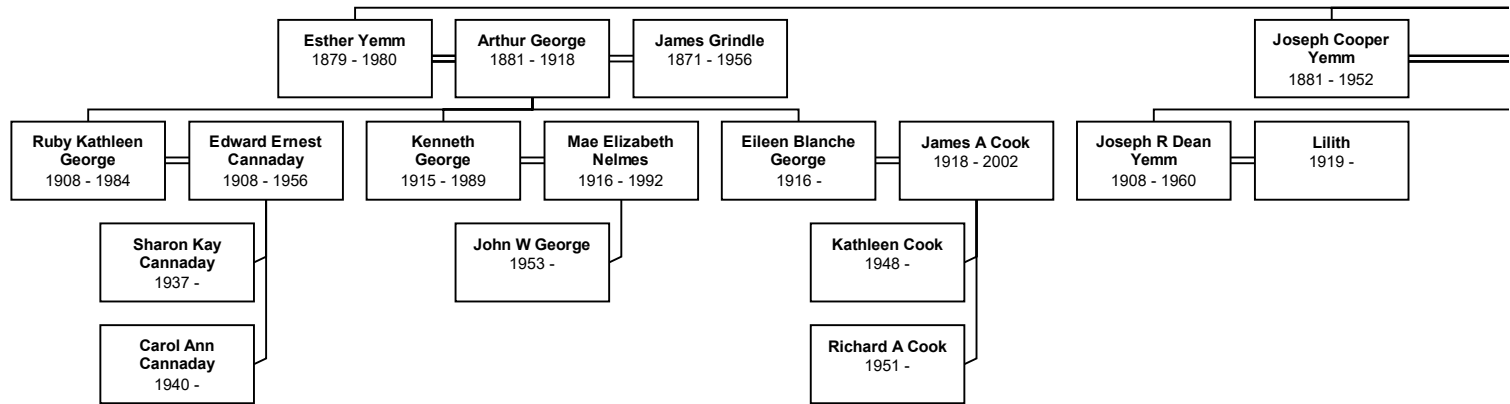 Esther Yemm
1879 - 1980
Arthur George
1881 - 1918
James Grindle
1871 - 1956
Joseph Cooper
Yemm
1881 - 1952
Ruby Kathleen
George
1908 - 1984
Edward Ernest
Cannaday
1908 - 1956
Kenneth
George
1915 - 1989
Mae Elizabeth
Nelmes
1916 - 1992
Eileen Blanche
George
1916 -
James A Cook
1918 - 2002
Joseph R Dean
Yemm
1908 - 1960
Lilith
1919 -
Sharon Kay
Cannaday
1937 -
John W George
1953 -
Kathleen Cook
1948 -
Carol Ann
Cannaday
1940 -
Richard A Cook
1951 -